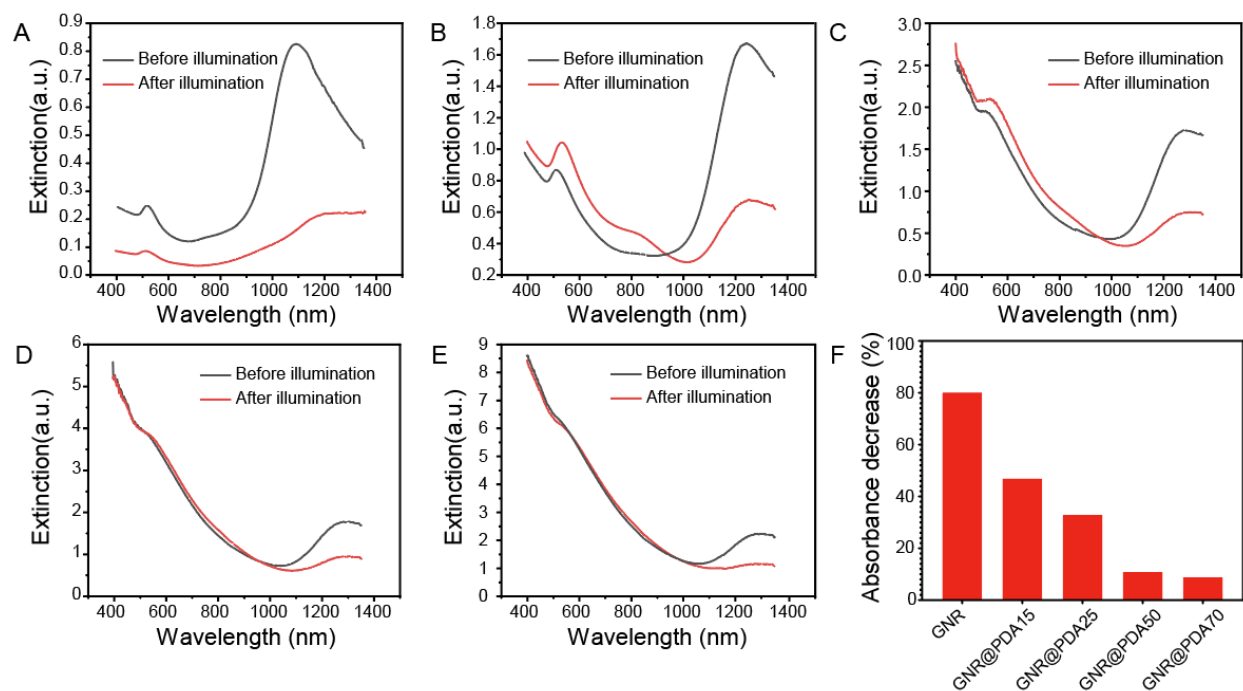 A
Extinction(a.u.)
0.9
0.8
0.7
0.6
0.5
0.4
0.3
0.2
0.1
0.0
Before illumination
After illumination
400 600 800 1000 1200 1400
Wavelength (nm)
B
Extinction(a.u.)
1.8
1.6
1.4
1.2
1.0
0.8
0.6
0.4
0.2
Before illumination
After illumination
400 600 800 1000 1200 1400
Wavelength (nm)
C
Extinction(a.u.)
3.0
2.5
2.0
1.5
1.0
0.5
0.0
Before illumination
After illumination
400 600 800 1000 1200 1400
Wavelength (nm)
D
Extinction(a.u.)
6
5
4
3
2
1
0
Before illumination
After illumination
400 600 800 1000 1200 1400
Wavelength (nm)
E
Extinction(a.u.)
9
8
7
6
5
4
3
2
1
0
Before illumination
After illumination
400 600 800 1000 1200 1400
Wavelength (nm)
F
Absorbance decrease (%)
100
80
60
40
20
0
GNR
GNR@PDA15
GNR@PDA25
GNR@PDA50
GNR@PDA70